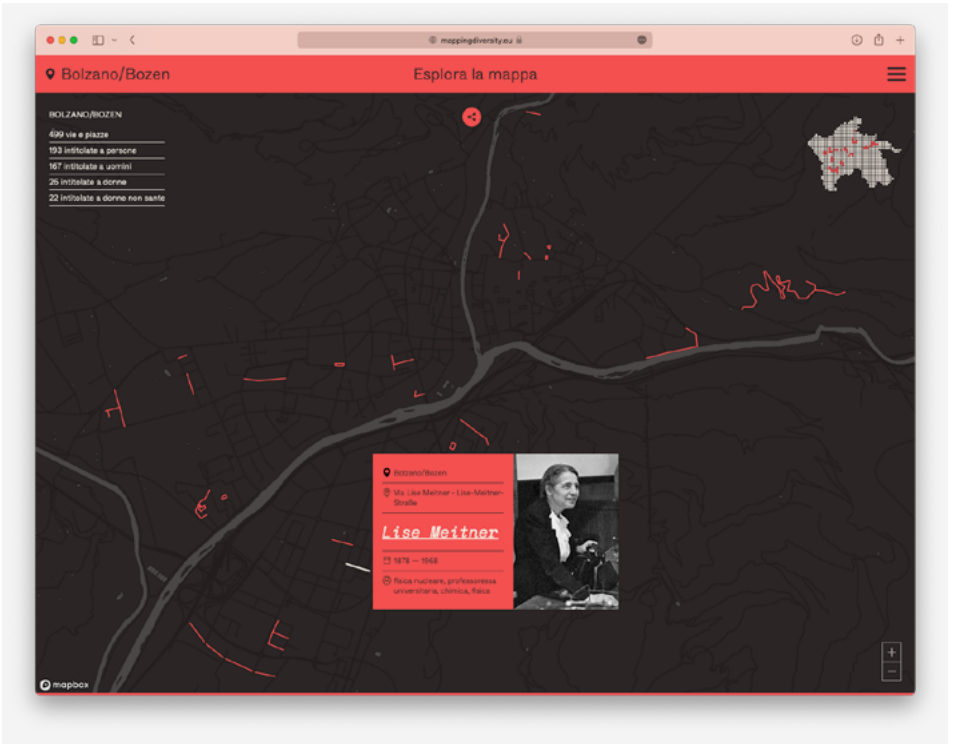 mappingdiversity.eu
Bolzano/Bozen
Esplora la mappa
BOLZANO/BOZEN
499 vie e piazze
193 intitolate a persone
167 intitolate a uomini
26 intitolate a donne
22 intitolate a donne non sante
Bolzano/Bozen
Via Lise Meitner - Lise-Meitner-
Straße
Lise Meitner
1878 — 1968
fisica nucleare, professoressa
universitaria, chimica, fisica
mapbox